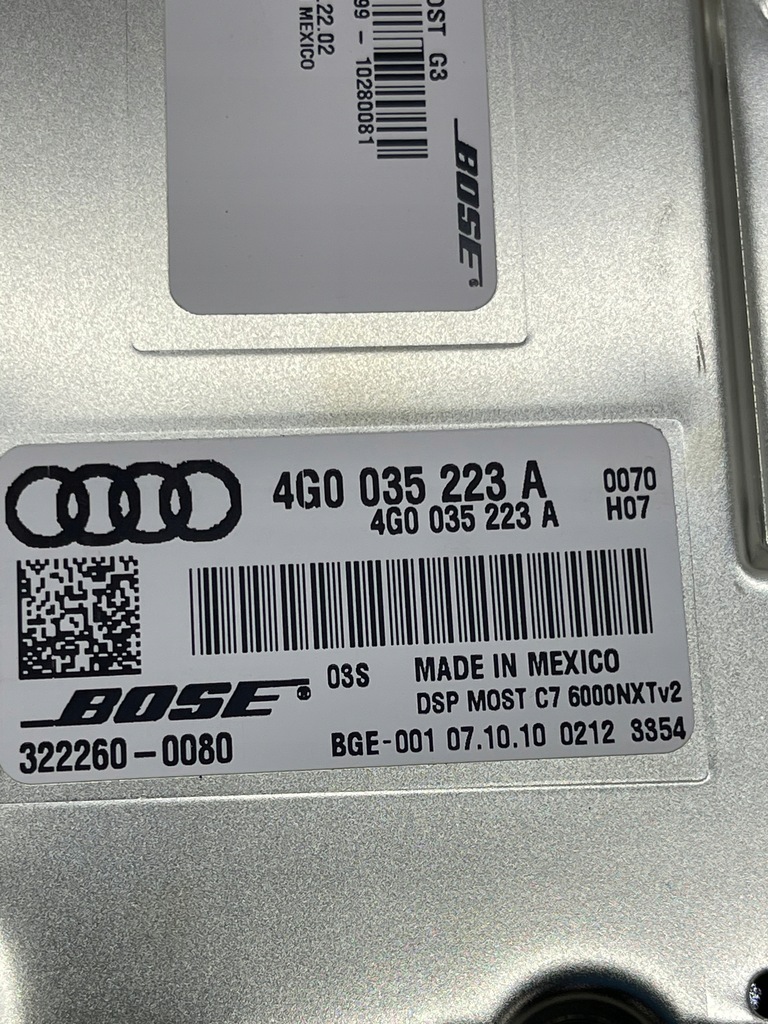 OST G3
99 - 10280081
.22.02
MEXICO
BOSE
4G0 035 223 A
4G0 035 223 A
0070
H07
BOSE
03S
MADE IN MEXICO
DSP MOST C7 6000NXTv2
322260-0080
BGE-001 07.10.10 0212 3354